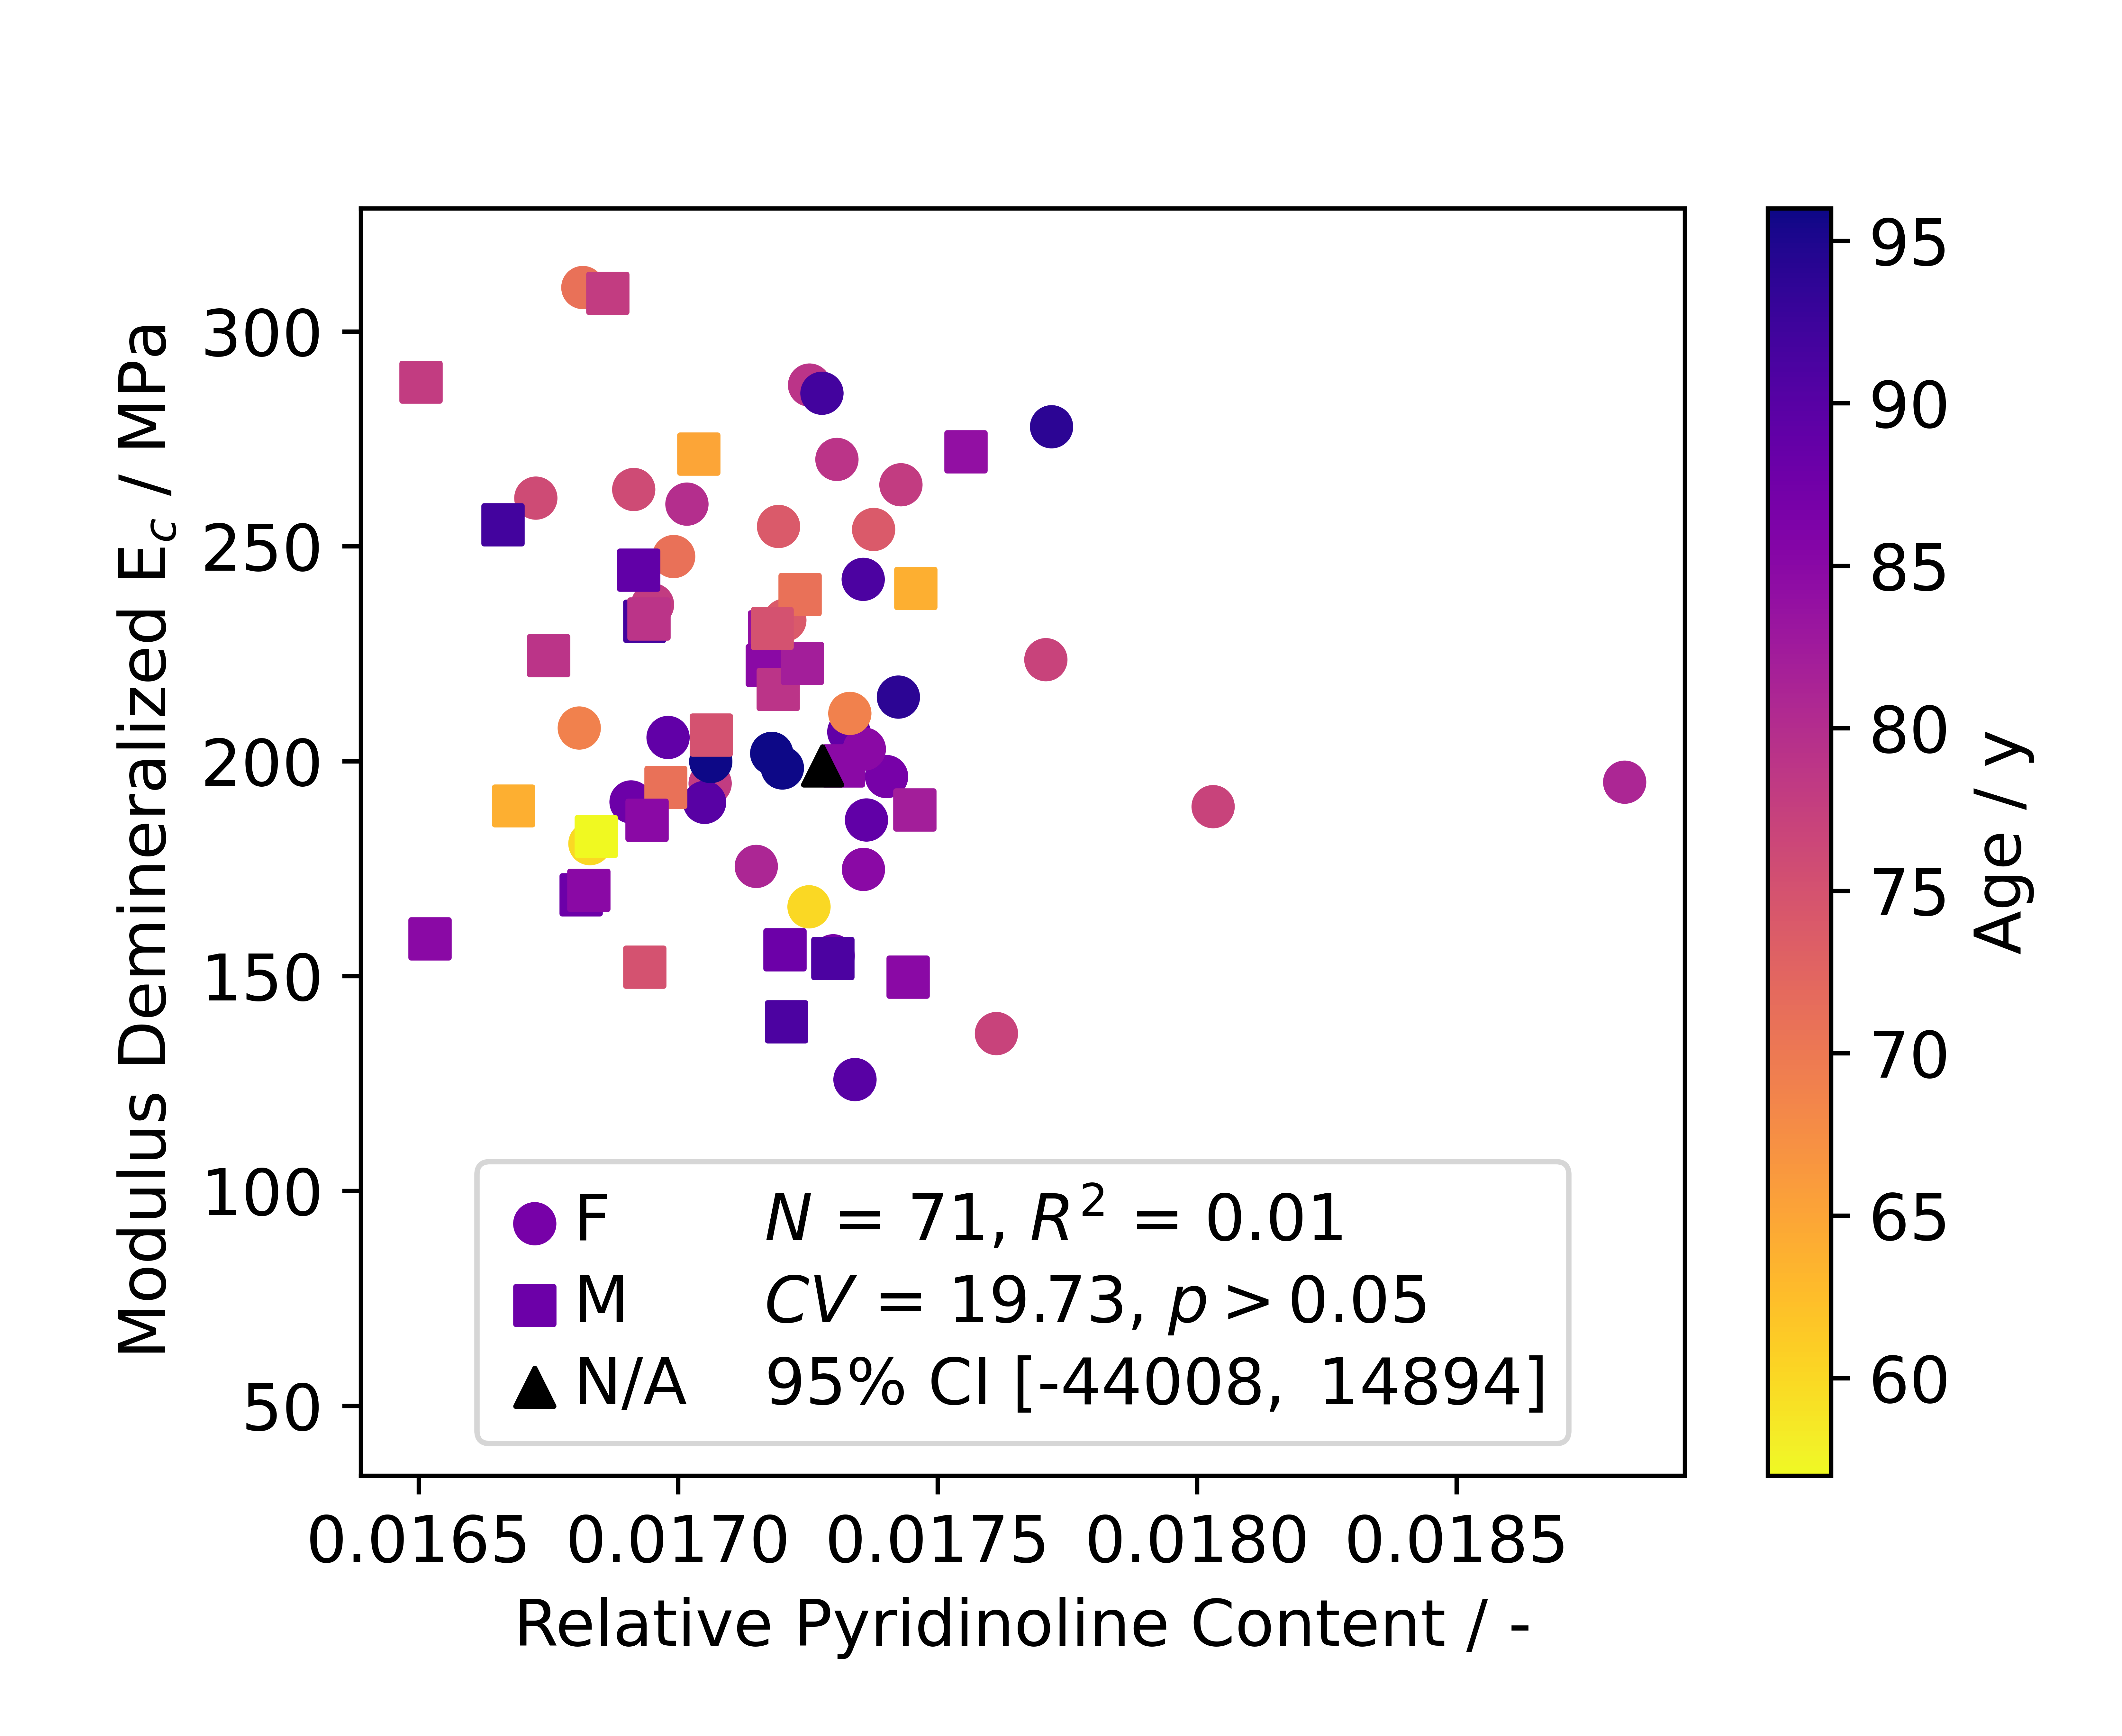 Modulus Demineralized E_c / MPa
300
250
200
150
100
50
F
M
N/A
N = 71, R² = 0.01
CV = 19.73, p > 0.05
95% CI [-44008, 14894]
0.0165 0.0170 0.0175 0.0180 0.0185
Relative Pyridinoline Content / -
95
90
85
80
75
70
65
60
Age / y